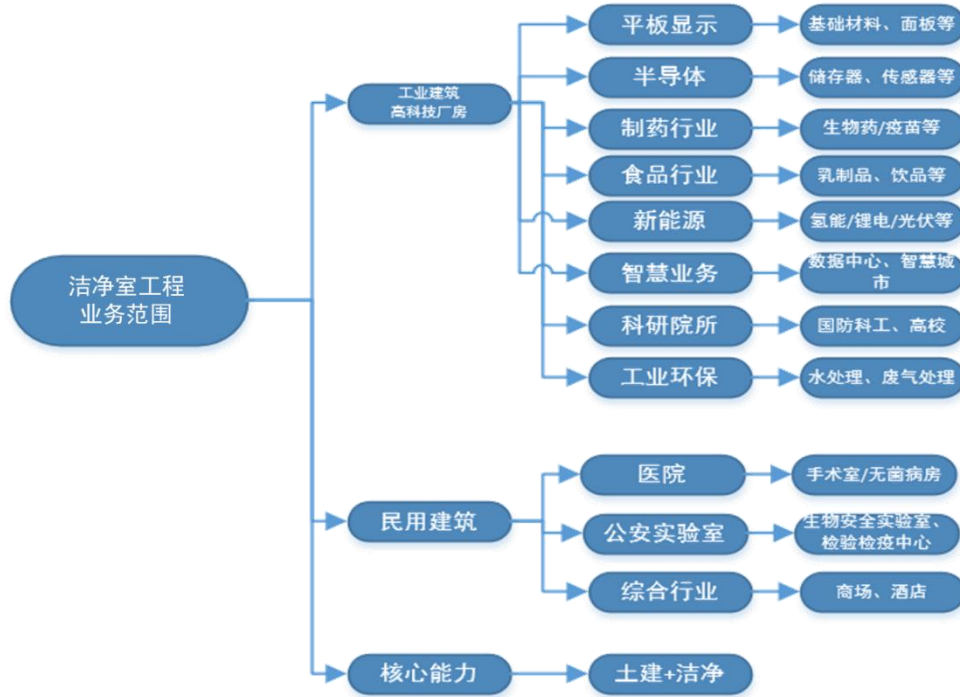 洁净室工程
业务范围
工业建筑
高科技厂房
平板显示
基础材料、面板等
半导体
储存器、传感器等
制药行业
生物药/疫苗等
食品行业
乳制品、饮品等
新能源
氢能/锂电/光伏等
智慧业务
数据中心、智慧城
市
科研院所
国防科工、高校
工业环保
水处理、废气处理
民用建筑
医院
手术室/无菌病房
公安实验室
生物安全实验室、
检验检疫中心
综合行业
商场、酒店
核心能力
土建+洁净